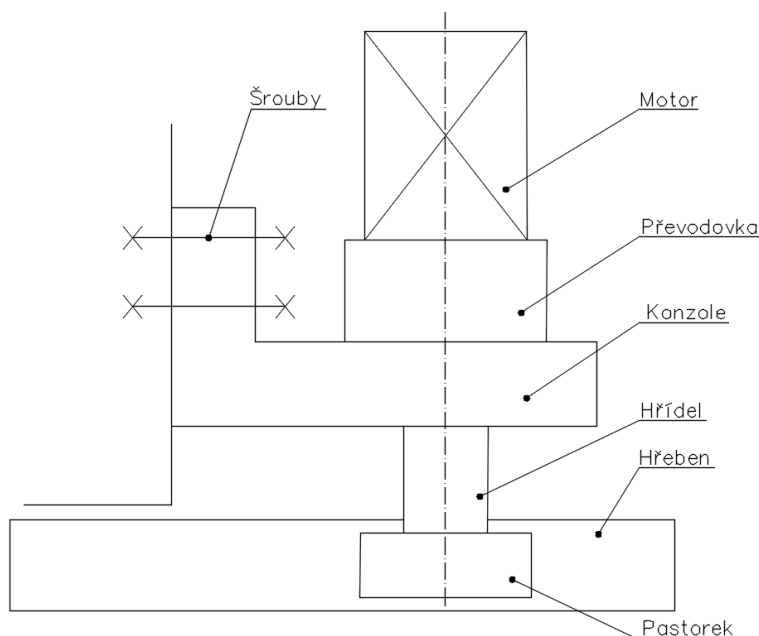 Šrouby
Motor
Převodovka
Konzole
Hřídel
Hřeben
Pastorek